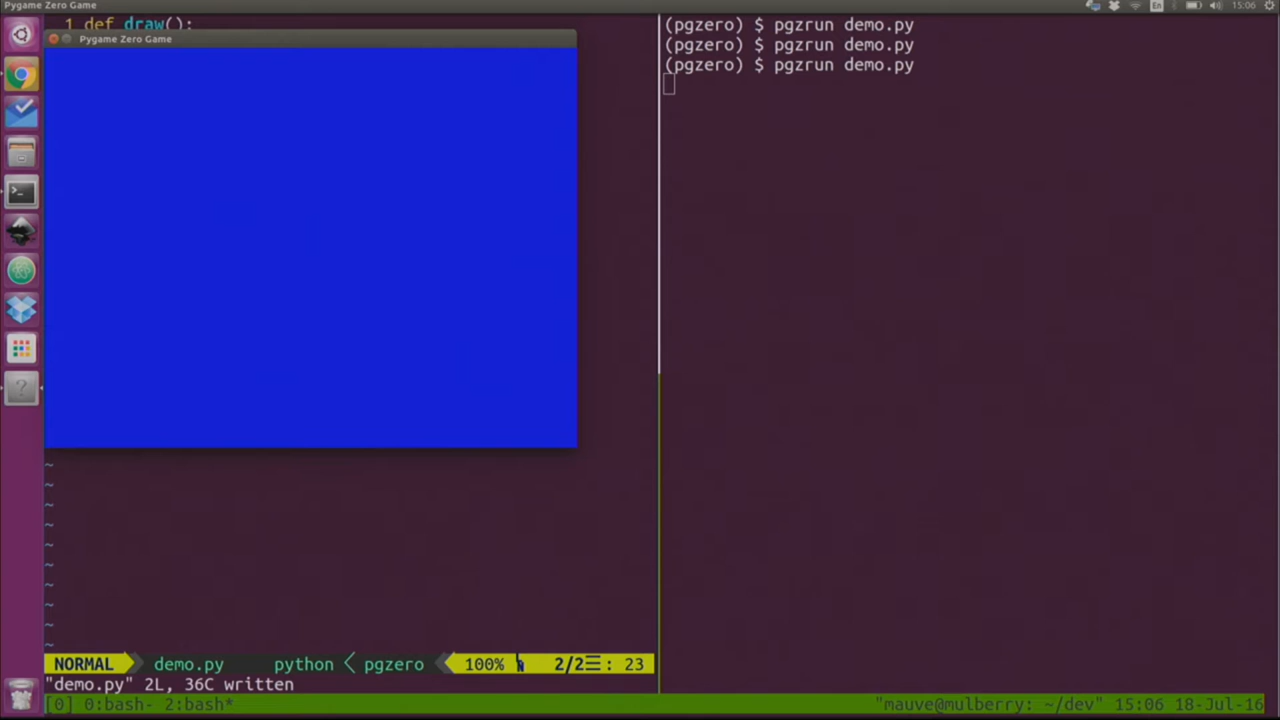 Pygame Zero Game
En
15:06
1 def draw():
Pygame Zero Game
~
~
~
~
~
~
~
~
~
~
NORMAL demo.py python pgzero 100% 2/2 : 23
"demo.py" 2L, 36C written
(pgzero) $ pgzrun demo.py
(pgzero) $ pgzrun demo.py
(pgzero) $ pgzrun demo.py
[0] 0:bash- 2:bash* "mauve@mulberry: ~/dev" 15:06 18-Jul-16